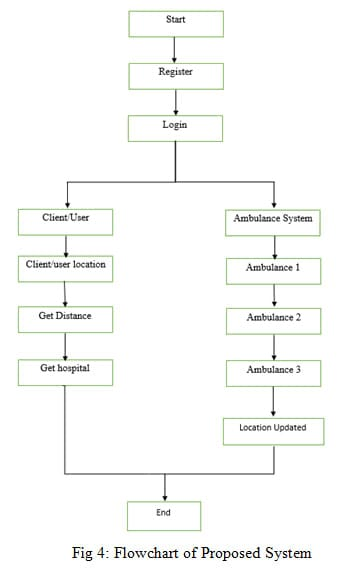 Start
Register
Login
Client/User
Client/user location
Get Distance
Get hospital
Ambulance System
Ambulance 1
Ambulance 2
Ambulance 3
Location Updated
End
Fig 4: Flowchart of Proposed System